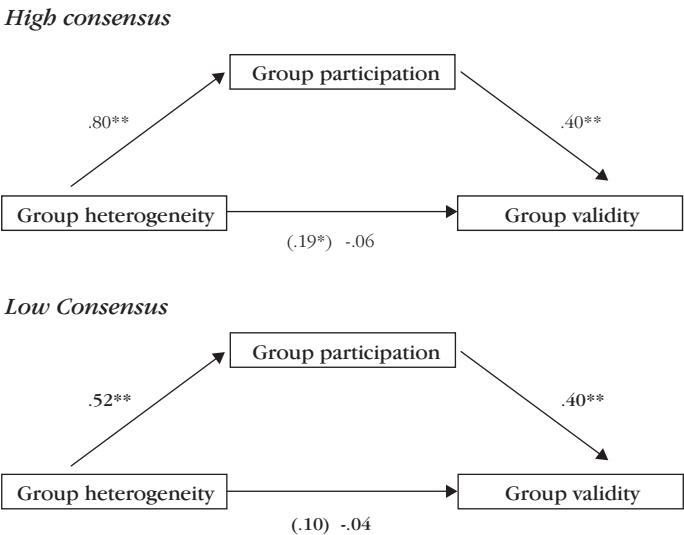 High consensus
Group participation
.80**
.40**
Group heterogeneity
Group validity
(.19*) -.06
Low Consensus
Group participation
.52**
.40**
Group heterogeneity
Group validity
(.10) -.04